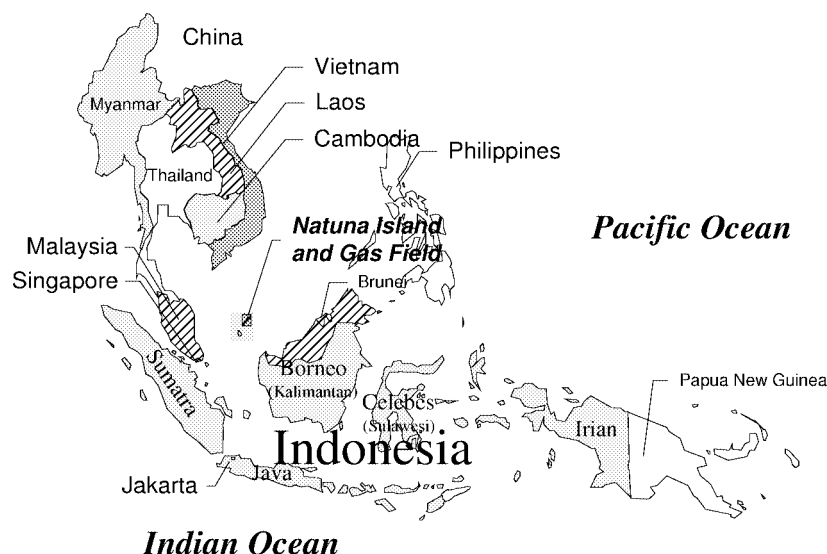 China
Vietnam
Myanmar
Laos
Cambodia
Philippines
Thailand
Natuna Island
and Gas Field
Pacific Ocean
Malaysia
Singapore
Brunei
Sumatra
Borneo
(Kalimantan)
Celebes
(Sulawesi)
Papua New Guinea
Irian
Indonesia
Java
Jakarta
Indian Ocean